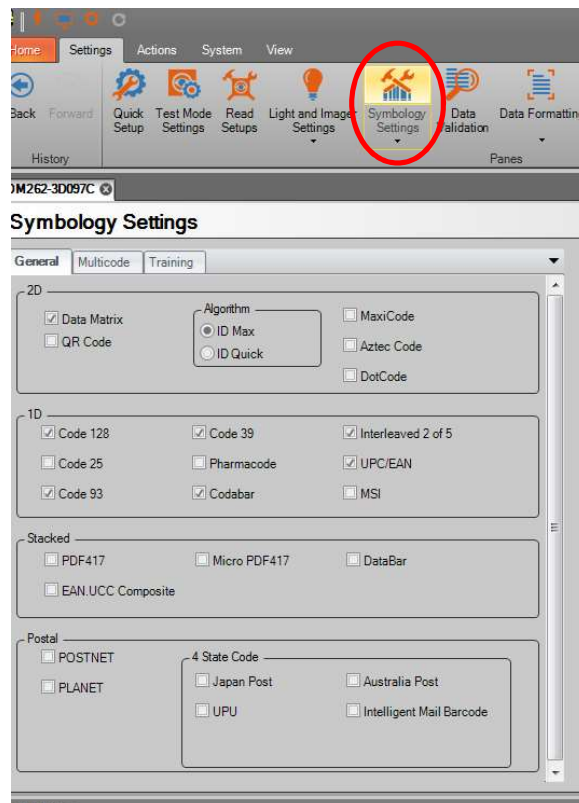 Home Settings Actions System View
Back Forward Quick Setup Test Mode Settings Read Setups Light and Imager Settings Symbology Settings Data Validation Data Formattin
History Panes
DM262-3D097C
Symbology Settings
General Multicode Training
2D
Data Matrix Algorithm MaxiCode
QR Code ID Max Aztec Code
ID Quick DotCode
1D
Code 128 Code 39 Interleaved 2 of 5
Code 25 Pharmacode UPC/EAN
Code 93 Codabar MSI
Stacked
PDF417 Micro PDF417 DataBar
EAN.UCC Composite
Postal
POSTNET 4 State Code
PLANET Japan Post Australia Post
UPU Intelligent Mail Barcode